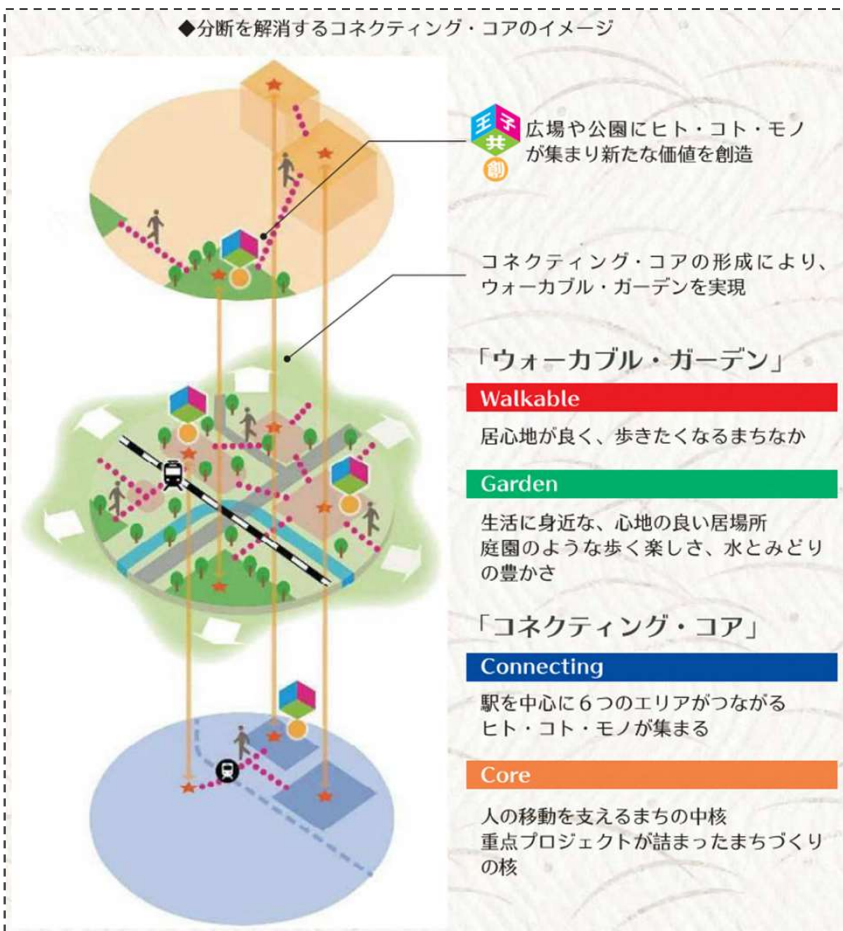 ◆分断を解消するコネクティング・コアのイメージ
王子
共
創
広場や公園にヒト・コト・モノ
が集まり新たな価値を創造
コネクティング・コアの形成により、
ウォーカブル・ガーデンを実現
「ウォーカブル・ガーデン」
Walkable
居心地が良く、歩きたくなるまちなか
Garden
生活に身近な、心地の良い居場所
庭園のような歩く楽しさ、水とみどり
の豊かさ
「コネクティング・コア」
Connecting
駅を中心に６つのエリアがつながる
ヒト・コト・モノが集まる
Core
人の移動を支えるまちの中核
重点プロジェクトが詰まったまちづくり
の核